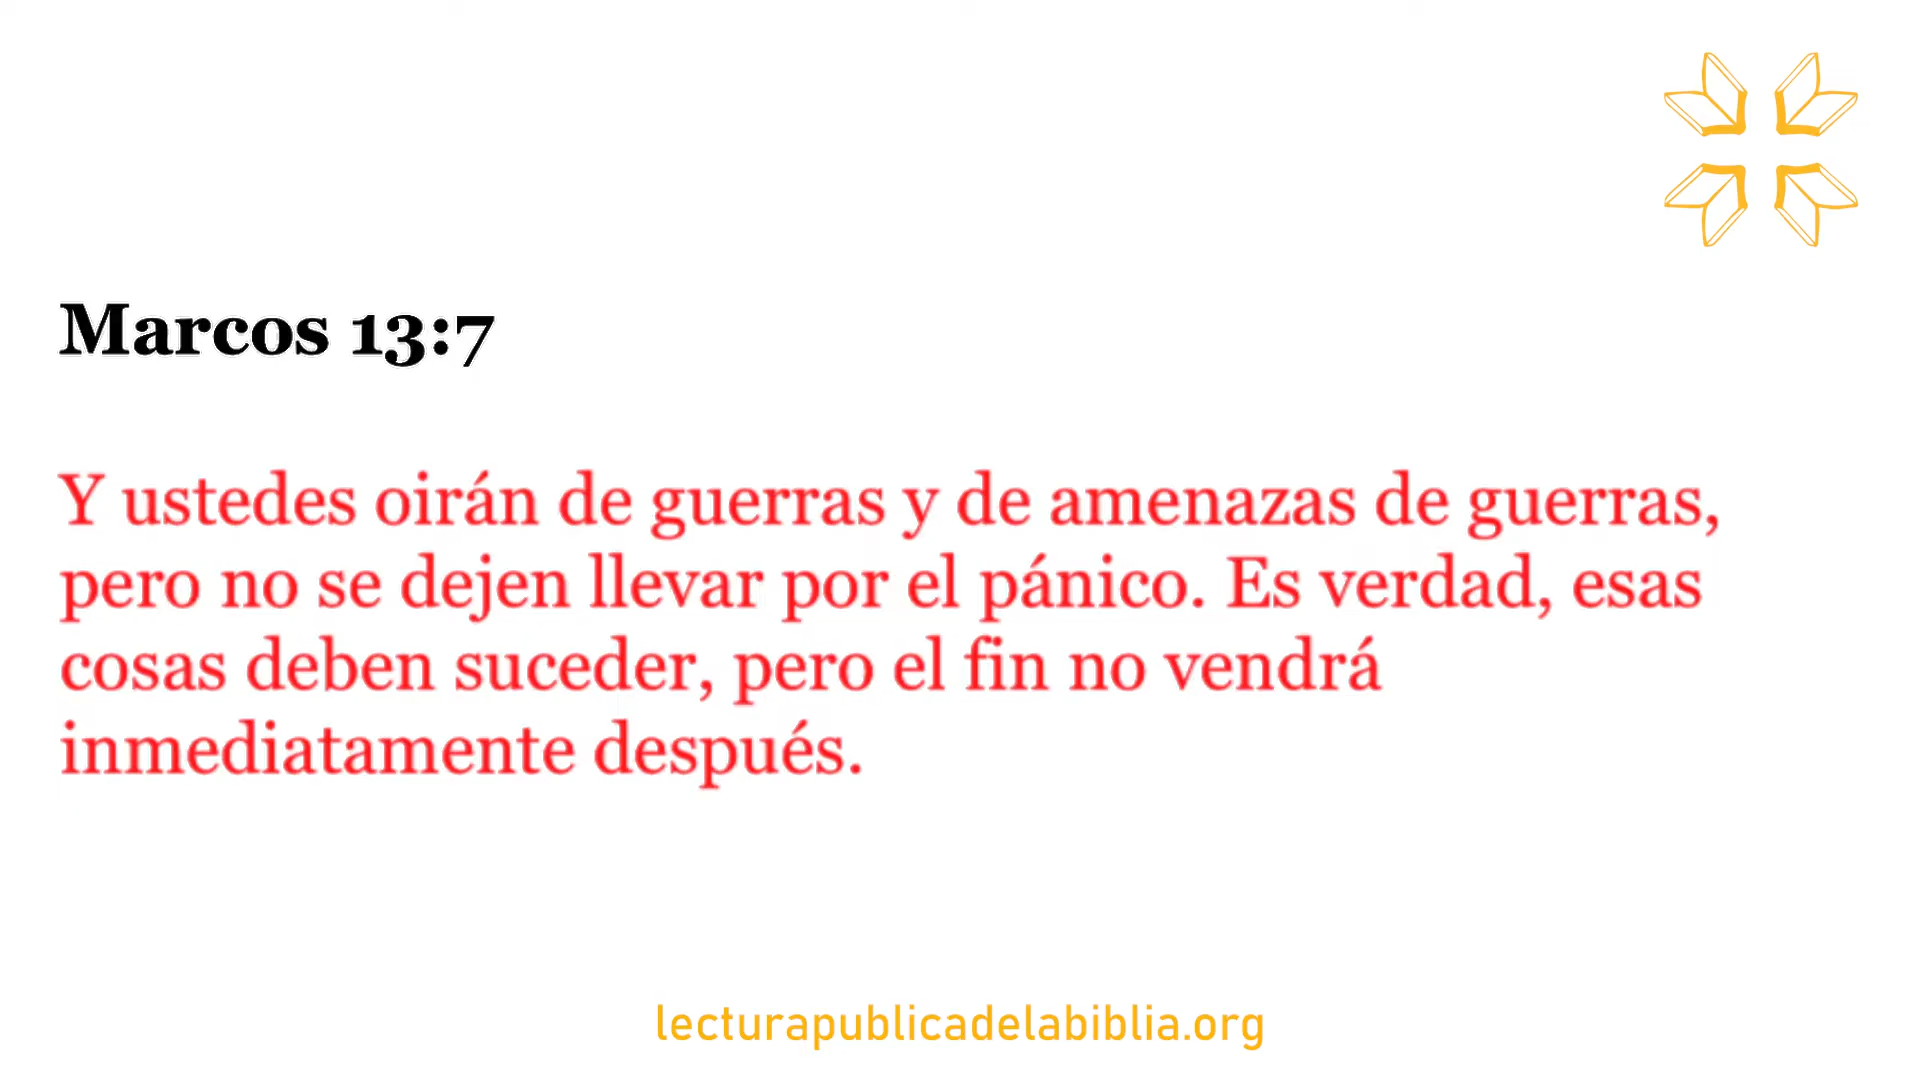 Marcos 13:7
Y ustedes oirán de guerras y de amenazas de guerras,
pero no se dejen llevar por el pánico. Es verdad, esas
cosas deben suceder, pero el fin no vendrá
inmediatamente después.
lecturapublicadelabiblia.org